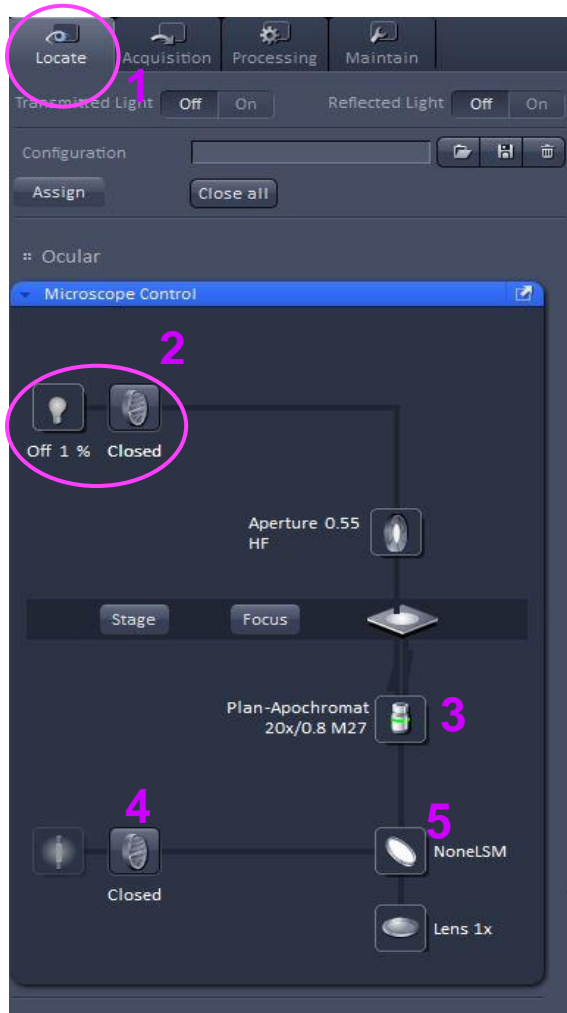 Locate Acquisition Processing Maintain
1
Transmitted Light Off On Reflected Light Off On
Configuration
Assign Close all
Ocular
Microscope Control
2
Off 1 % Closed
Aperture 0.55
HF
Stage Focus
Plan-Apochromat
20x/0.8 M27
3
4
5
NoneLSM
Closed
Lens 1x